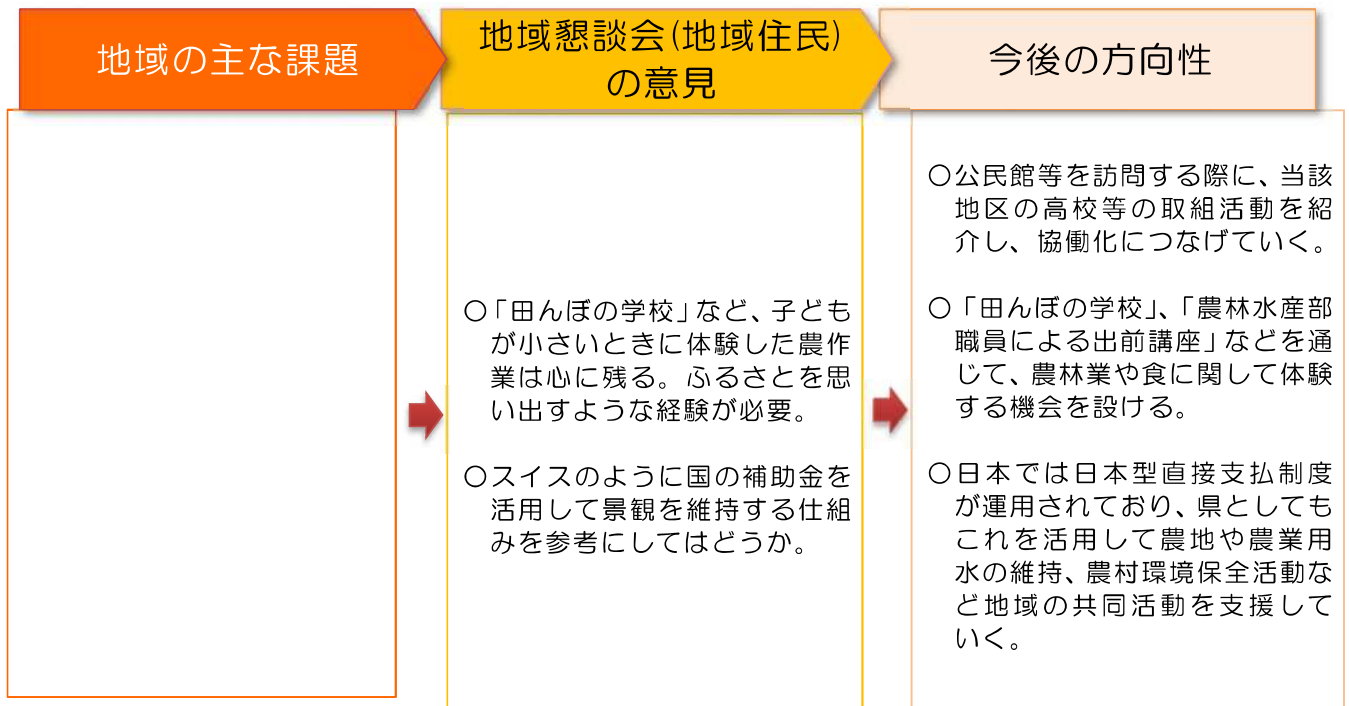 地域の主な課題
地域懇談会(地域住民)
の意見
今後の方向性
○「田んぼの学校」など、子ども
が小さいときに体験した農作
業は心に残る。ふるさとを思
い出すような経験が必要。
○スイスのように国の補助金を
活用して景観を維持する仕組
みを参考にしてはどうか。
○公民館等を訪問する際に、当該
地区の高校等の取組活動を紹
介し、協働化につなげていく。
○「田んぼの学校」、「農林水産部
職員による出前講座」などを通
じて、農林業や食に関して体験
する機会を設ける。
○日本では日本型直接支払制度
が運用されており、県としても
これを活用して農地や農業用
水の維持、農村環境保全活動な
ど地域の共同活動を支援して
いく。